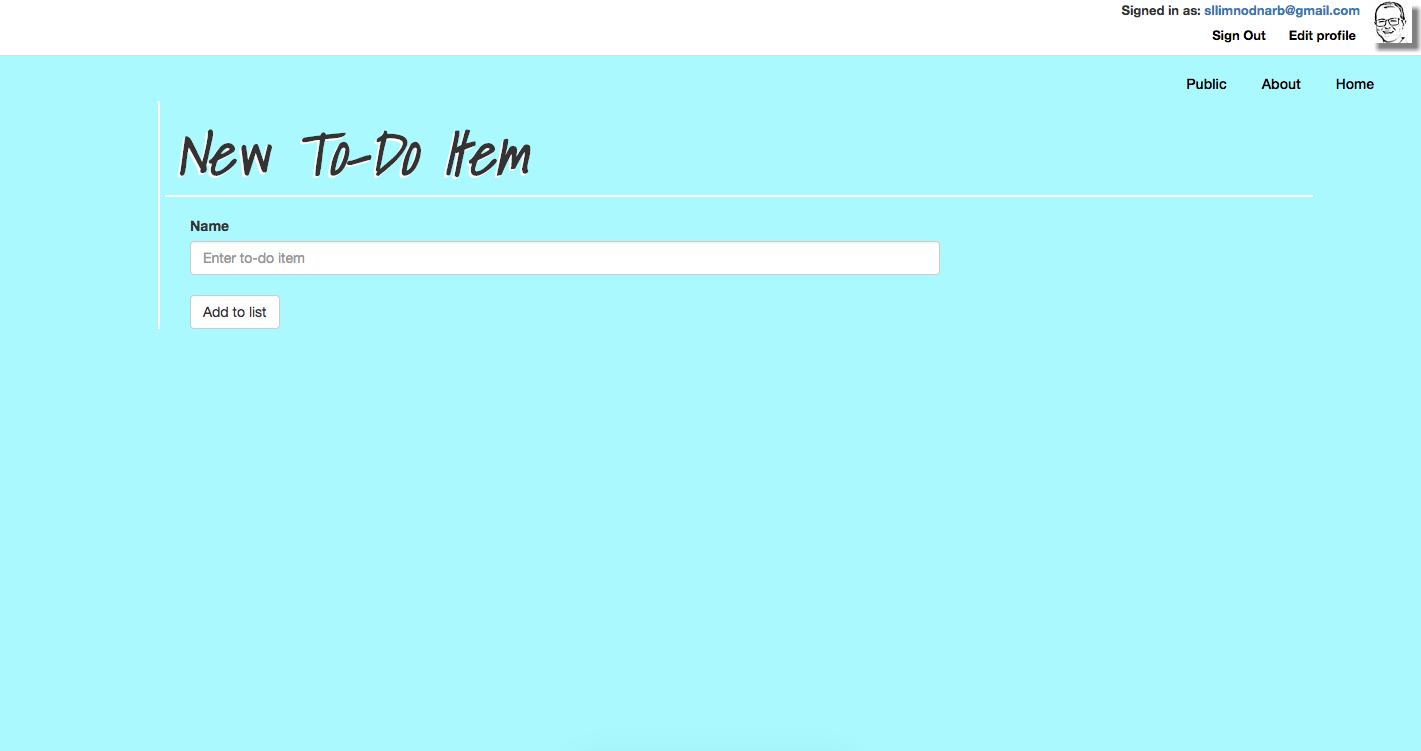 Signed in as: sllimnodnarb@gmail.com
Sign Out Edit profile
Public About Home
New To-Do Item
Name
Enter to-do item
Add to list